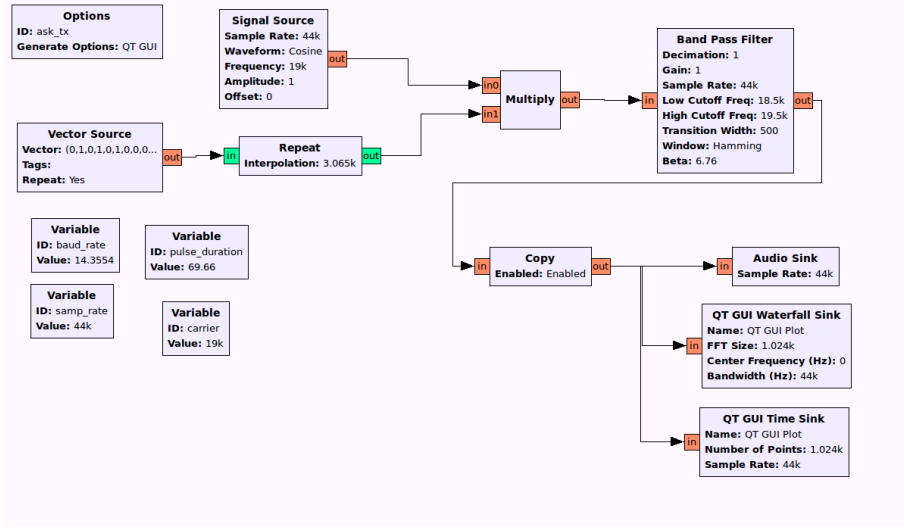 Options
ID: ask_tx
Generate Options: QT GUI
Signal Source
Sample Rate: 44k
Waveform: Cosine
Frequency: 19k
Amplitude: 1
Offset: 0
out
in0
in1
Multiply
out
Band Pass Filter
Decimation: 1
Gain: 1
Sample Rate: 44k
Low Cutoff Freq: 18.5k
High Cutoff Freq: 19.5k
Transition Width: 500
Window: Hamming
Beta: 6.76
in
out
Vector Source
Vector: (0,1,0,1,0,1,0,0,0...
Tags:
Repeat: Yes
out
in
Repeat
Interpolation: 3.065k
out
Variable
ID: baud_rate
Value: 14.3554
Variable
ID: pulse_duration
Value: 69.66
Variable
ID: samp_rate
Value: 44k
Variable
ID: carrier
Value: 19k
in
Copy
Enabled: Enabled
out
in
Audio Sink
Sample Rate: 44k
in
QT GUI Waterfall Sink
Name: QT GUI Plot
FFT Size: 1.024k
Center Frequency (Hz): 0
Bandwidth (Hz): 44k
in
QT GUI Time Sink
Name: QT GUI Plot
Number of Points: 1.024k
Sample Rate: 44k